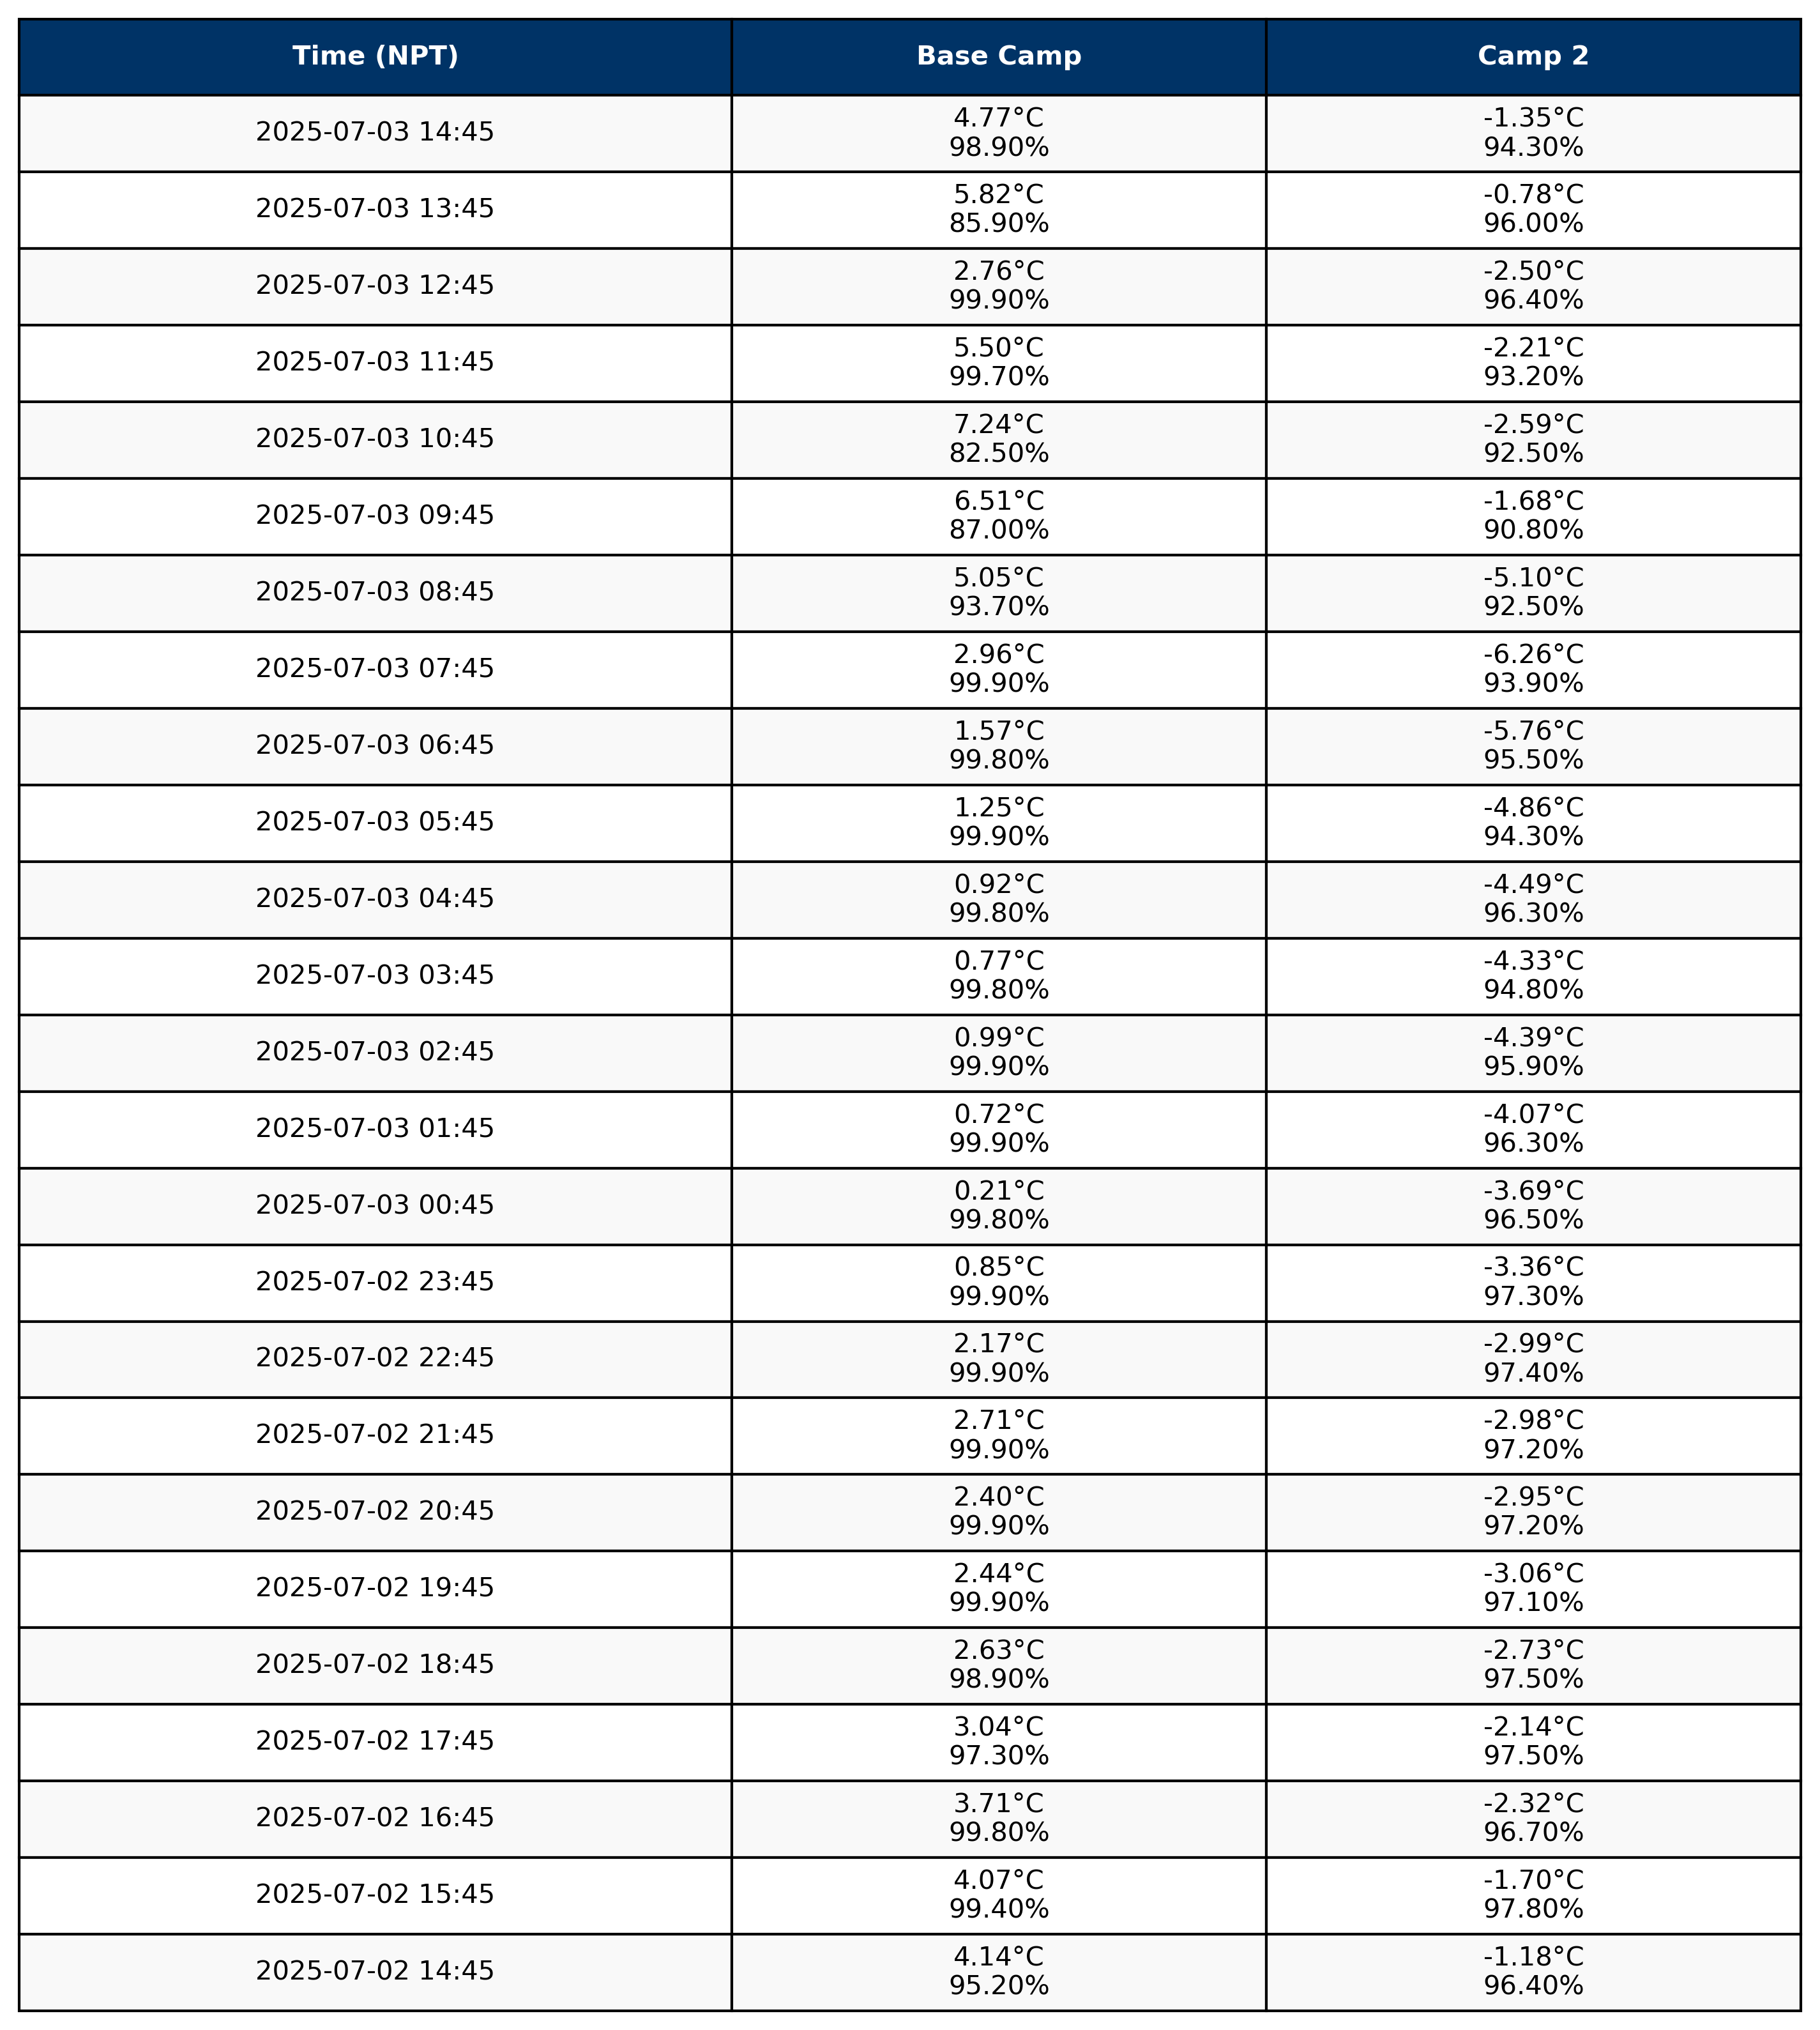 Time (NPT) Base Camp Camp 2
2025-07-03 14:45 4.77°C -1.35°C
98.90% 94.30%
2025-07-03 13:45 5.82°C -0.78°C
85.90% 96.00%
2025-07-03 12:45 2.76°C -2.50°C
99.90% 96.40%
2025-07-03 11:45 5.50°C -2.21°C
99.70% 93.20%
2025-07-03 10:45 7.24°C -2.59°C
82.50% 92.50%
2025-07-03 09:45 6.51°C -1.68°C
87.00% 90.80%
2025-07-03 08:45 5.05°C -5.10°C
93.70% 92.50%
2025-07-03 07:45 2.96°C -6.26°C
99.90% 93.90%
2025-07-03 06:45 1.57°C -5.76°C
99.80% 95.50%
2025-07-03 05:45 1.25°C -4.86°C
99.90% 94.30%
2025-07-03 04:45 0.92°C -4.49°C
99.80% 96.30%
2025-07-03 03:45 0.77°C -4.33°C
99.80% 94.80%
2025-07-03 02:45 0.99°C -4.39°C
99.90% 95.90%
2025-07-03 01:45 0.72°C -4.07°C
99.90% 96.30%
2025-07-03 00:45 0.21°C -3.69°C
99.80% 96.50%
2025-07-02 23:45 0.85°C -3.36°C
99.90% 97.30%
2025-07-02 22:45 2.17°C -2.99°C
99.90% 97.40%
2025-07-02 21:45 2.71°C -2.98°C
99.90% 97.20%
2025-07-02 20:45 2.40°C -2.95°C
99.90% 97.20%
2025-07-02 19:45 2.44°C -3.06°C
99.90% 97.10%
2025-07-02 18:45 2.63°C -2.73°C
98.90% 97.50%
2025-07-02 17:45 3.04°C -2.14°C
97.30% 97.50%
2025-07-02 16:45 3.71°C -2.32°C
99.80% 96.70%
2025-07-02 15:45 4.07°C -1.70°C
99.40% 97.80%
2025-07-02 14:45 4.14°C -1.18°C
95.20% 96.40%